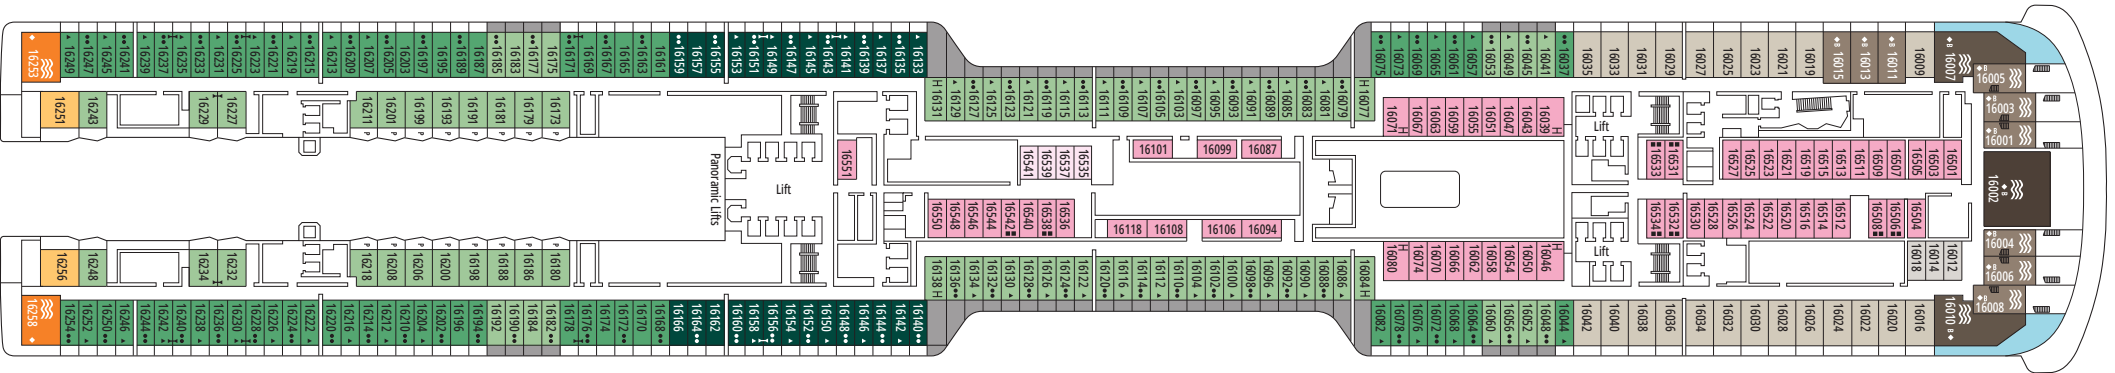 16253 16249 16247 16245 16241 16239 16237 16235 16233 16231 16225 16223 16221 16219 16215 16213 16209 16207 16205 16203 16197 16195 16189 16187 16185 16183 16177 16175 16171 16169 16167 16165 16163 16161 16159 16157 16155 16153 16151 16149 16147 16145 16143 16141 16139 16137 16135 16133
16075 16073 16069 16065 16061 16057 16053 16049 16045 16041 16037 16035 16033 16031 16029 16027 16025 16023 16021 16019 16015 16013 16011 16009 16007 B
16005 B
16251 16243 16229 16227 16211 16201 16199 16193 16191 16181 16179 16173
P P P P P P P P
16131 H 16129 16127 16125 16123 16121 16119 16115 16113 16111 16109 16107 16105 16103 16097 16095 16093 16091 16089 16085 16083 16081 16079 16077 H
16071 H 16067 16063 16059 16055 16051 16047 16043 16039 H
Lift
16003 B
16001 B
16101 16099 16087
16551 16541 16539 16537 16535
16533 16531 16527 16525 16523 16521 16519 16515 16513 16509 16507 16505 16503 16501
Panoramic Lifts
Lift
16002 B
16550 16548 16546 16544 16542 16540 16538 16536
16118 16108 16106 16094
16534 16532 16530 16528 16526 16524 16522 16520 16516 16514 16512 16508 16506 16504
16004 B
16006 B
P P P P P P P P
16256 16248 16234 16232 16218 16208 16206 16200 16198 16188 16186 16180
16138 H 16136 16134 16132 16130 16128 16126 16124 16122 16120 16116 16114 16112 16110 16104 16102 16100 16098 16096 16092 16090 16088 16086 16084 H
16080 H 16074 16070 16066 16062 16058 16054 16050 16046 H
Lift
16018 16014 16012
16008 B
16258 16254 16252 16250 16246 16244 16242 16240 16238 16236 16230 16228 16226 16224 16222 16220 16216 16214 16212 16210 16204 16202 16196 16194 16192 16190 16184 16182 16178 16176 16174 16172 16170 16168 16166 16164 16162 16160 16158 16156 16154 16152 16150 16148 16146 16144 16142 16140
16082 16078 16076 16072 16068 16064 16060 16056 16052 16048 16044 16042 16040 16038 16036 16034 16032 16030 16028 16026 16024 16022 16020 16016 16010 B